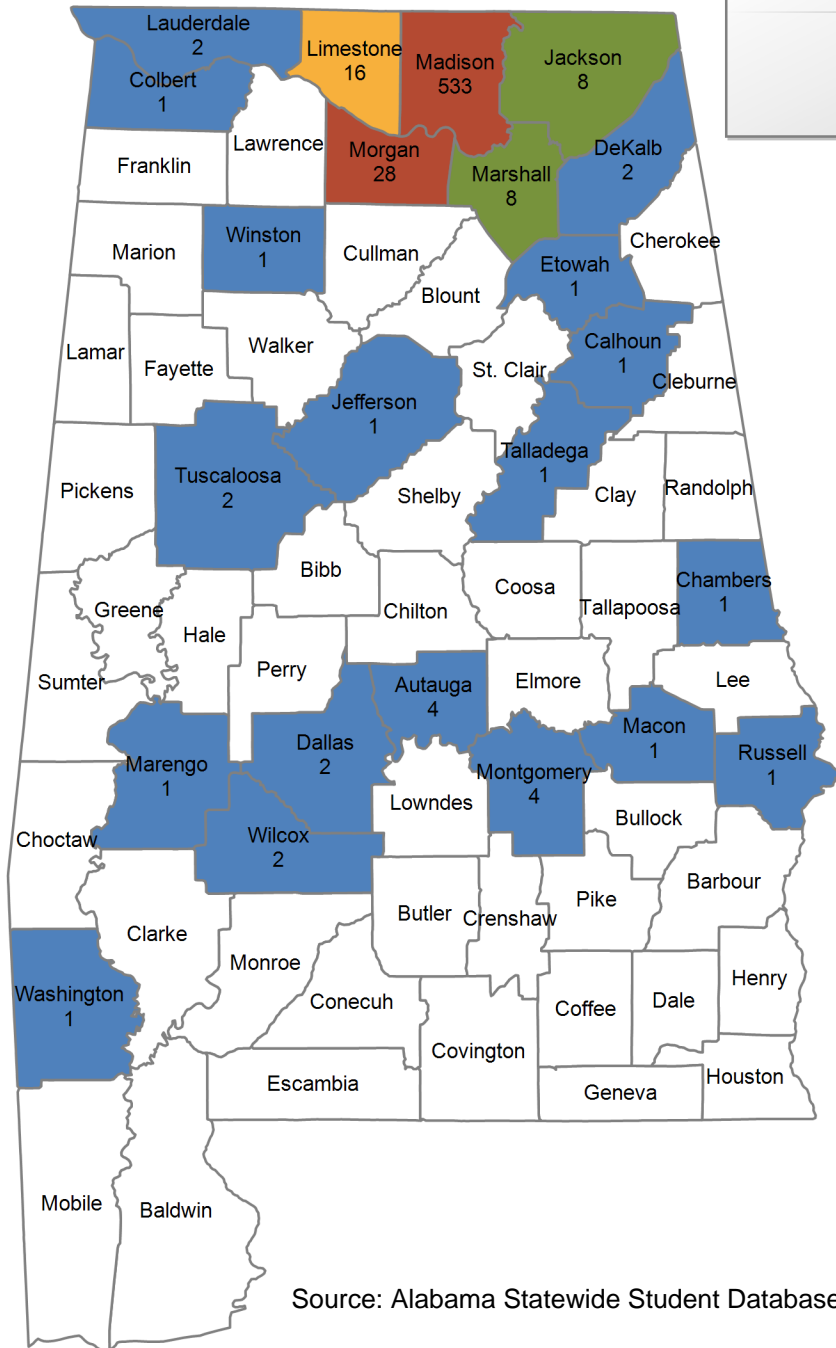 Lauderdale
2
Limestone
16
Madison
533
Jackson
8
Colbert
1
Lawrence
Franklin
Morgan
28
Marshall
8
DeKalb
2
Marion
Winston
1
Cullman
Cherokee
Etowah
1
Blount
Lamar
Fayette
Walker
St. Clair
Calhoun
1
Cleburne
Jefferson
1
Talladega
1
Tuscaloosa
2
Pickens
Shelby
Clay
Randolph
Bibb
Coosa
Chambers
1
Greene
Hale
Chilton
Tallapoosa
Sumter
Perry
Autauga
4
Elmore
Lee
Marengo
1
Dallas
2
Montgomery
4
Macon
1
Russell
1
Lowndes
Bullock
Choctaw
Wilcox
2
Barbour
Clarke
Butler
Crenshaw
Pike
Monroe
Henry
Washington
1
Conecuh
Coffee
Dale
Covington
Escambia
Geneva
Houston
Mobile
Baldwin
Source: Alabama Statewide Student Database